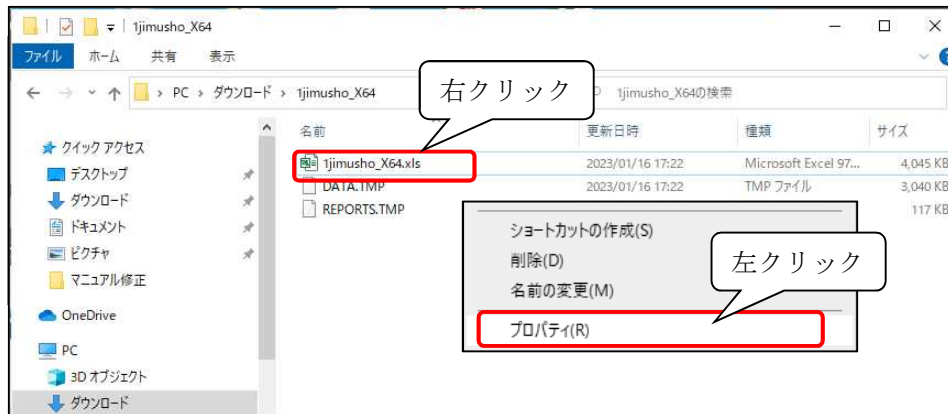 1jimusho_X64
ファイル ホーム 共有 表示
PC ダウンロード 1jimusho_X64 1jimusho_X64の検索
右クリック
名前 更新日時 種類 サイズ
クイック アクセス
1jimusho_X64.xls 2023/01/16 17:22 Microsoft Excel 97... 4,045 KB
デスクトップ
DATA.TMP 2023/01/16 17:22 TMP ファイル 3,040 KB
ダウンロード
REPORTS.TMP 117 KB
ドキュメント
ピクチャ
マニュアル修正
OneDrive
PC
3D オブジェクト
ダウンロード
ショートカットの作成(S)
削除(D)
名前の変更(M)
左クリック
プロパティ(R)